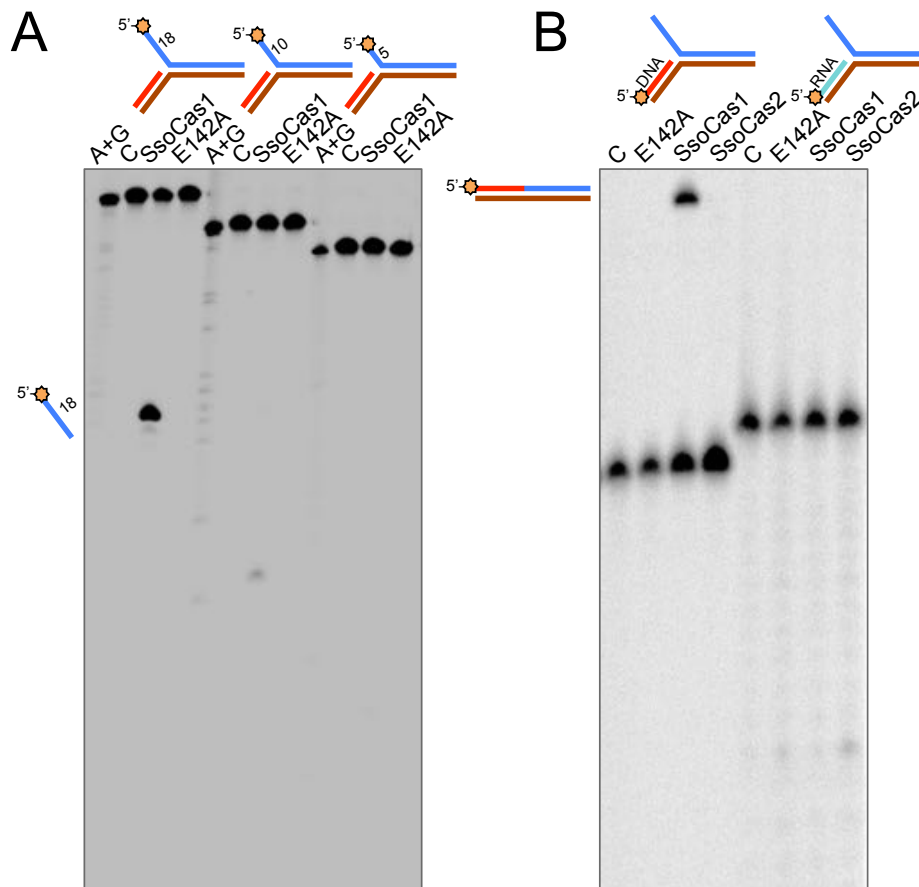 A
B
5' 18
5' 10
5' 5
5' DNA
5' RNA
A+G C SsoCas1 E142A A+G C SsoCas1 E142A A+G C SsoCas1 E142A
C E142A SsoCas1 SsoCas2 C E142A SsoCas1 SsoCas2
5'
5' 18